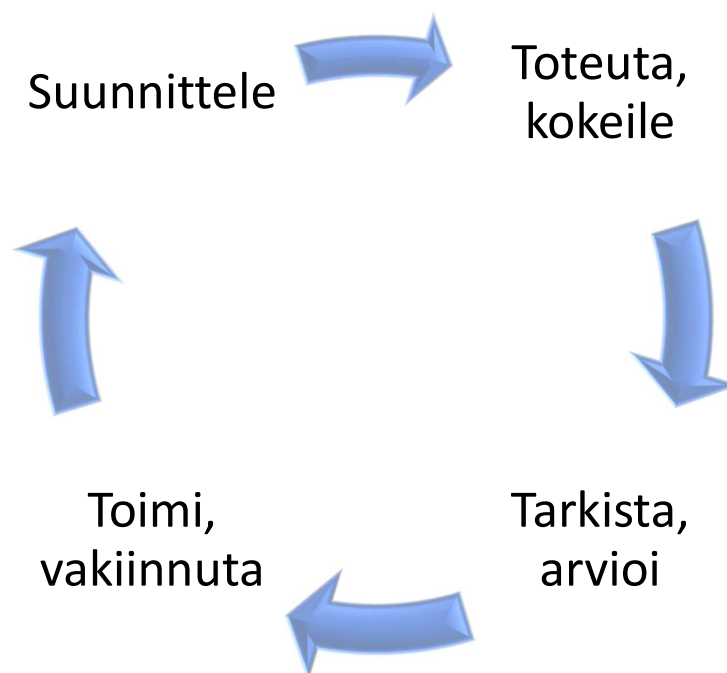 Suunnittele
Toteuta,
kokeile
Tarkista,
arvioi
Toimi,
vakiinnuta